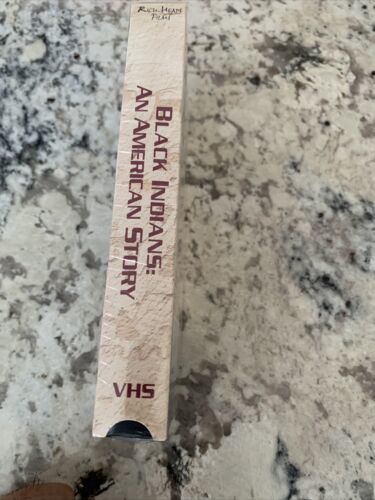 RICH-HEAPE
FILMS
BLACK INDIANS:
AN AMERICAN STORY
VHS